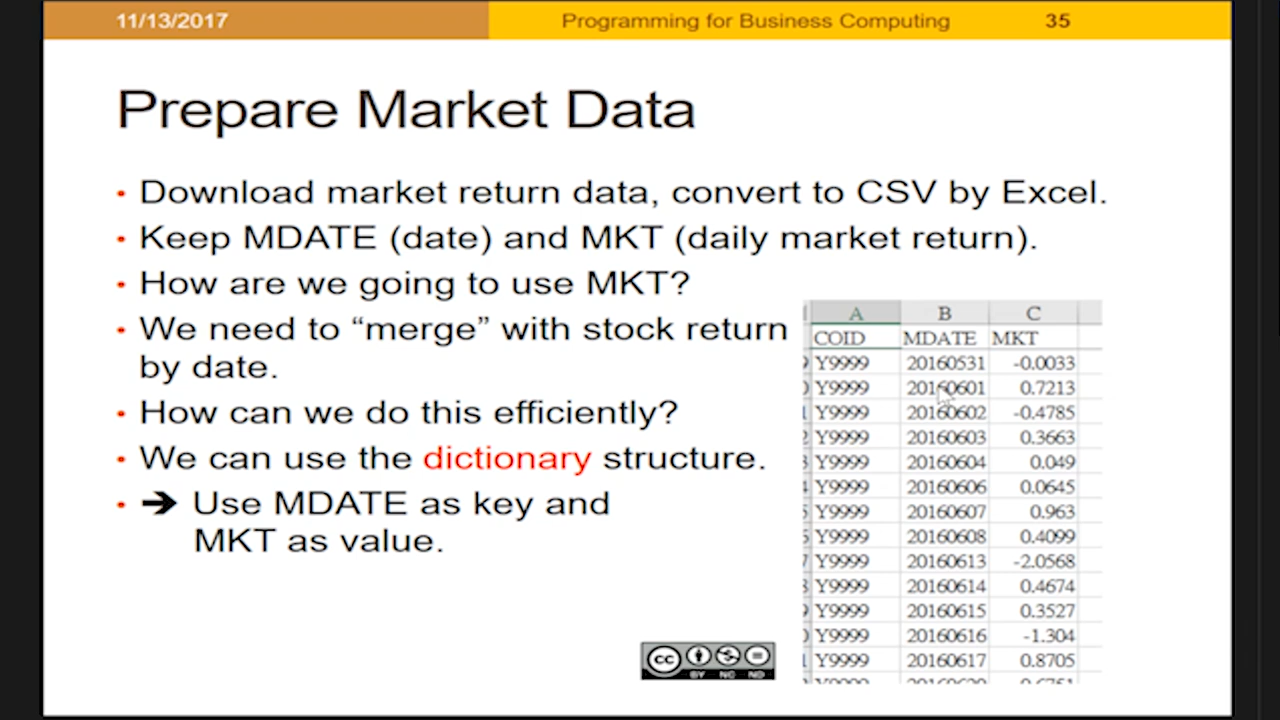 11/13/2017 Programming for Business Computing 35
Prepare Market Data
• Download market return data, convert to CSV by Excel.
• Keep MDATE (date) and MKT (daily market return).
• How are we going to use MKT?
• We need to “merge” with stock return
by date.
• How can we do this efficiently?
• We can use the dictionary structure.
• ➔ Use MDATE as key and
MKT as value.
A B C
COID MDATE MKT
Y9999 20160531 -0.0033
Y9999 20160601 0.7213
Y9999 20160602 -0.4785
Y9999 20160603 0.3663
Y9999 20160604 0.049
Y9999 20160606 0.0645
Y9999 20160607 0.963
Y9999 20160608 0.4099
Y9999 20160613 -2.0568
Y9999 20160614 0.4674
Y9999 20160615 0.3527
Y9999 20160616 -1.304
Y9999 20160617 0.8705
cc
BY NC ND